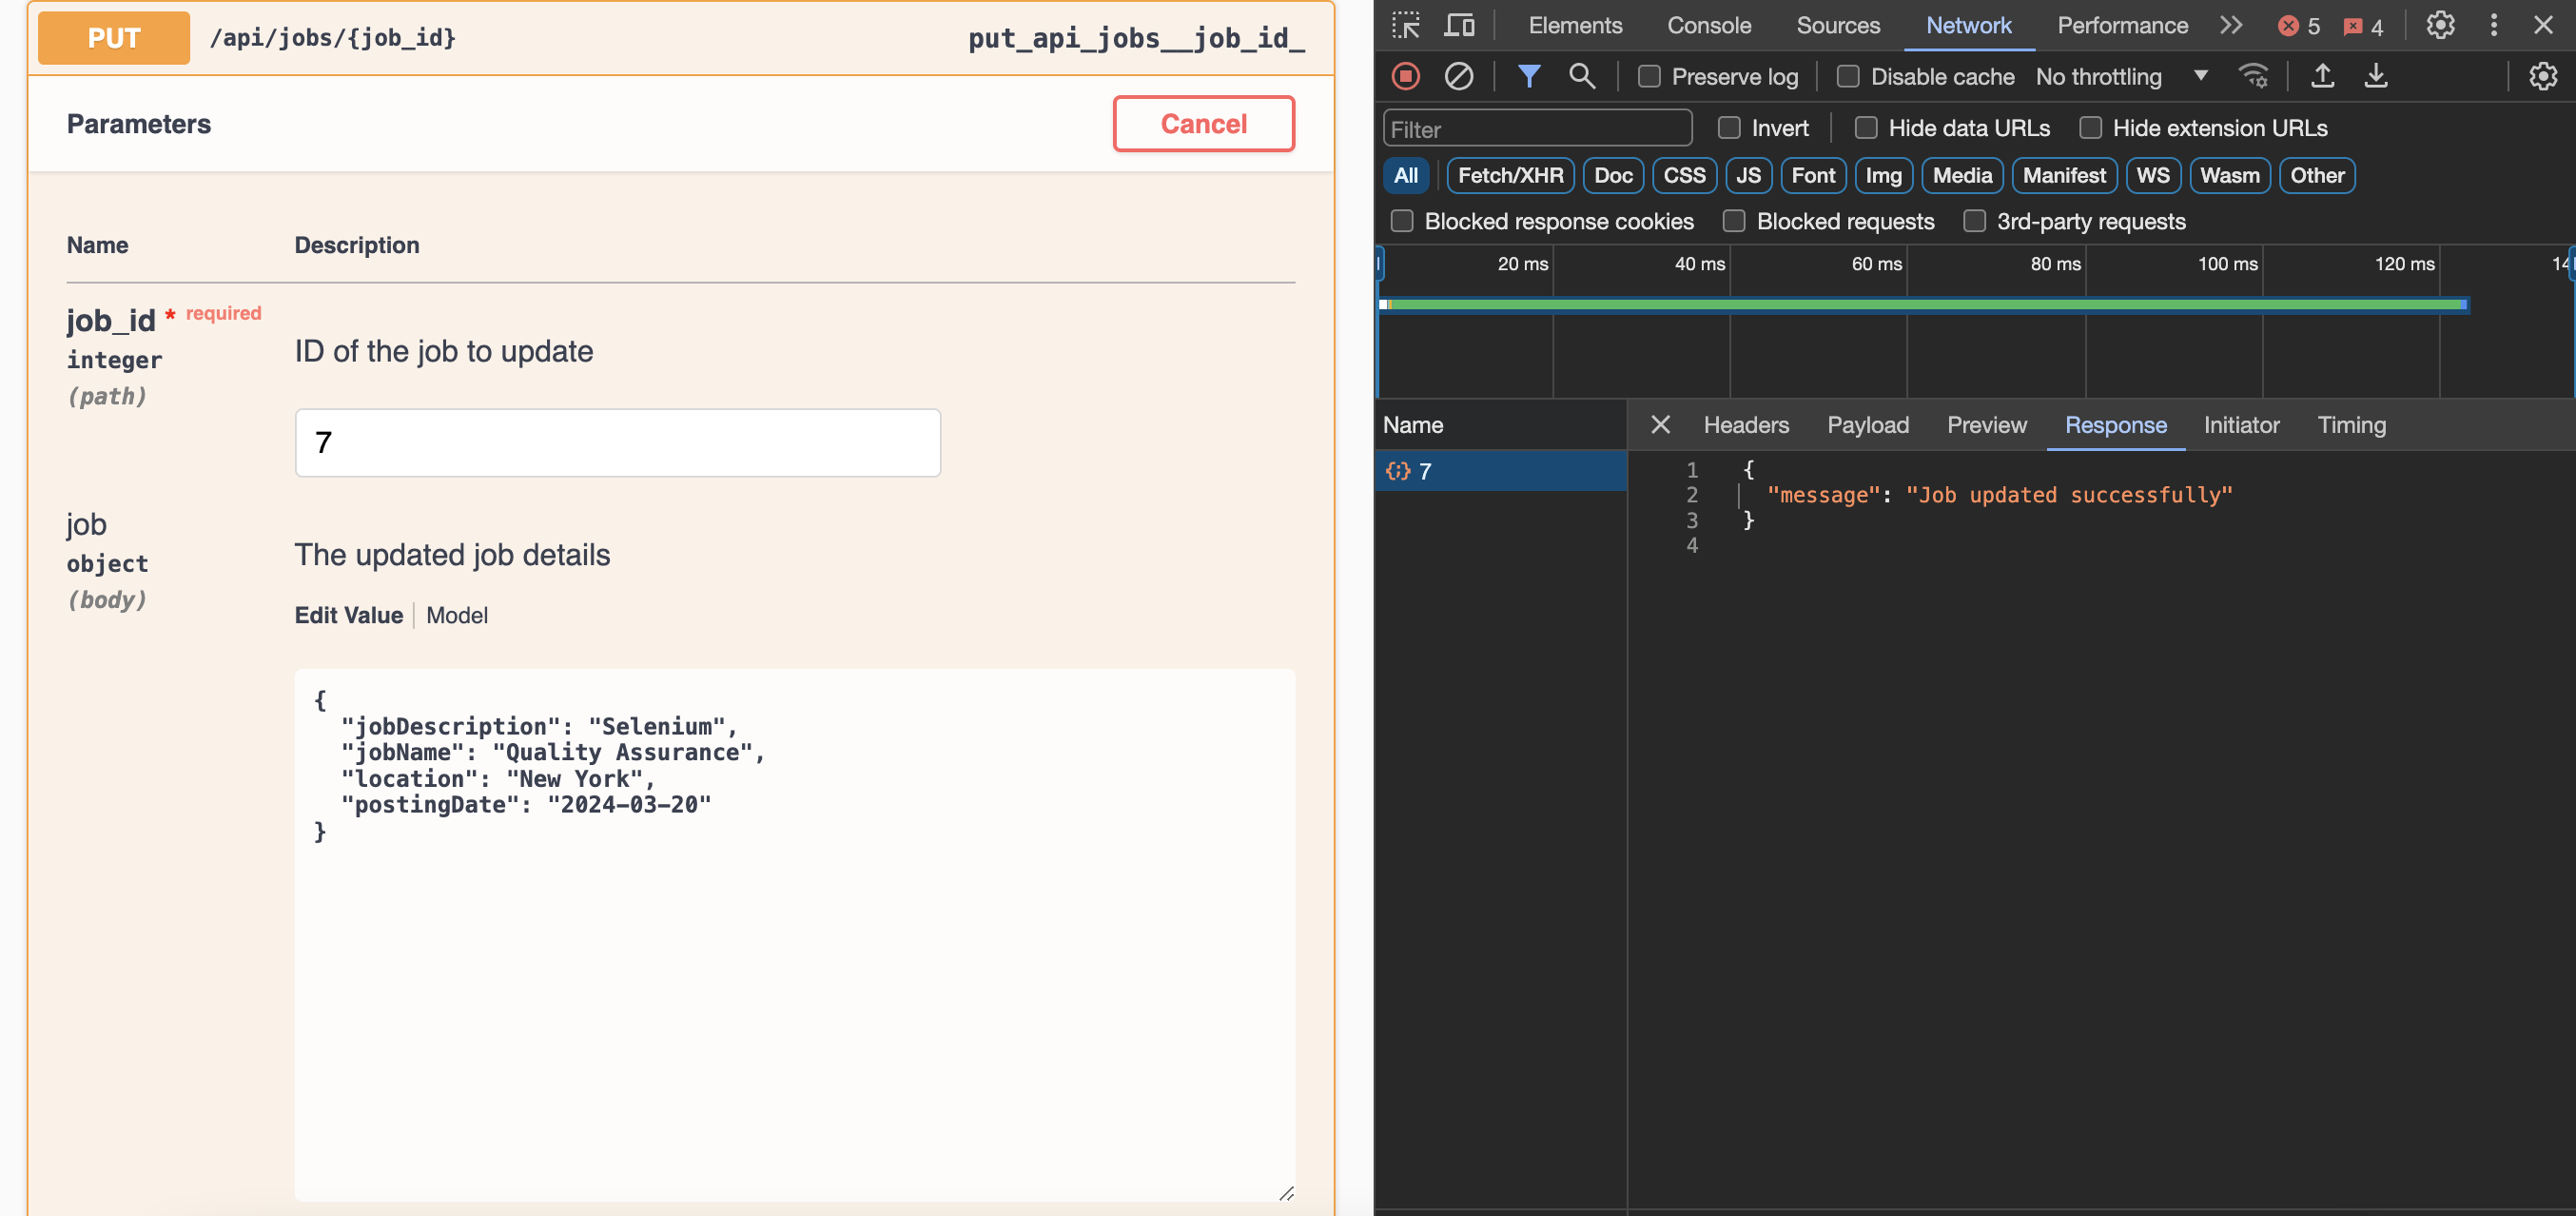 PUT /api/jobs/{job_id} put_api_jobs__job_id_
Parameters
Cancel
Name Description
job_id * required
integer
(path)
ID of the job to update
7
job
object
(body)
The updated job details
Edit Value Model
{
"jobDescription": "Selenium",
"jobName": "Quality Assurance",
"location": "New York",
"postingDate": "2024-03-20"
}
Elements Console Sources Network Performance 5 4
Preserve log Disable cache No throttling
Filter Invert Hide data URLs Hide extension URLs
All Fetch/XHR Doc CSS JS Font Img Media Manifest WS Wasm Other
Blocked response cookies Blocked requests 3rd-party requests
20 ms 40 ms 60 ms 80 ms 100 ms 120 ms
Name Headers Payload Preview Response Initiator Timing
{;} 7
1 {
2 "message": "Job updated successfully"
3 }
4